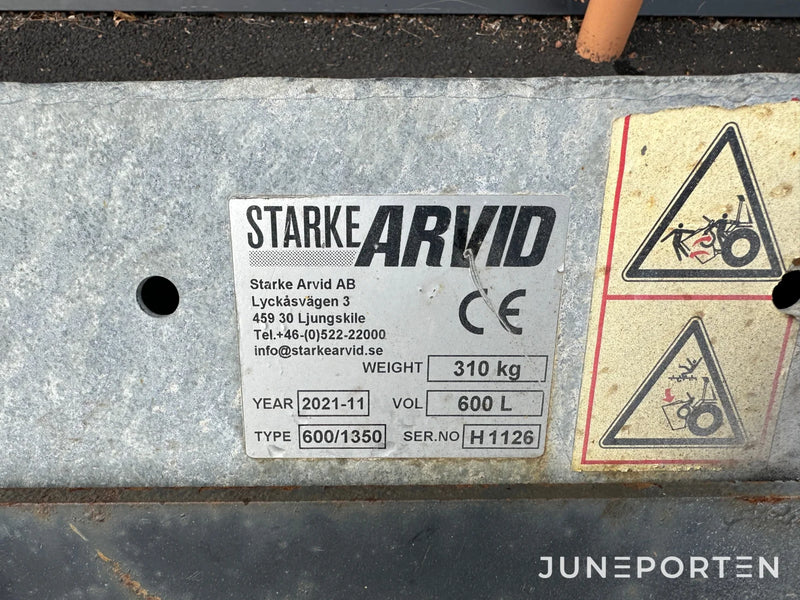 STARKE ARVID
Starke Arvid AB
Lyckåsvägen 3
459 30 Ljungskile
Tel.+46-(0)522-22000
info@starkearvid.se
CE
WEIGHT 310 kg
YEAR 2021-11 VOL 600 L
TYPE 600/1350 SER.NO H1126
JUNEPORTEN